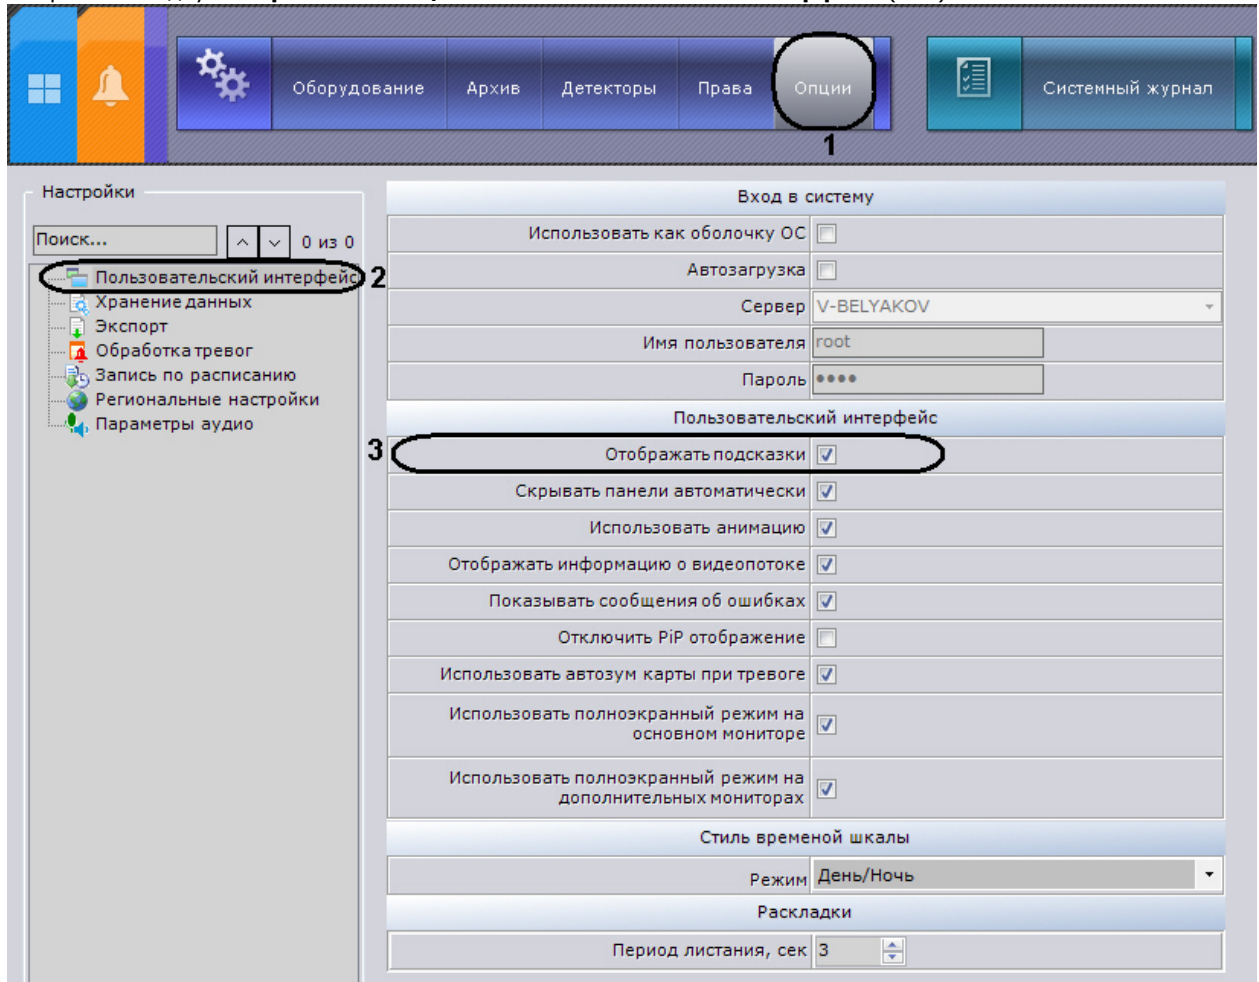 Оборудование Архив Детекторы Права Опции Системный журнал
1
Настройки
Поиск... 0 из 0
Пользовательский интерфейс 2
Хранение данных
Экспорт
Обработка тревог
Запись по расписанию
Региональные настройки
Параметры аудио
Вход в систему
Использовать как оболочку ОС
Автозагрузка
Сервер V-BELYAKOV
Имя пользователя root
Пароль ••••
Пользовательский интерфейс
3 Отображать подсказки
Скрывать панели автоматически
Использовать анимацию
Отображать информацию о видеопотоке
Показывать сообщения об ошибках
Отключить PiP отображение
Использовать автозум карты при тревоге
Использовать полноэкранный режим на
основном мониторе
Использовать полноэкранный режим на
дополнительных мониторах
Стиль временой шкалы
Режим День/Ночь
Раскладки
Период листания, сек 3